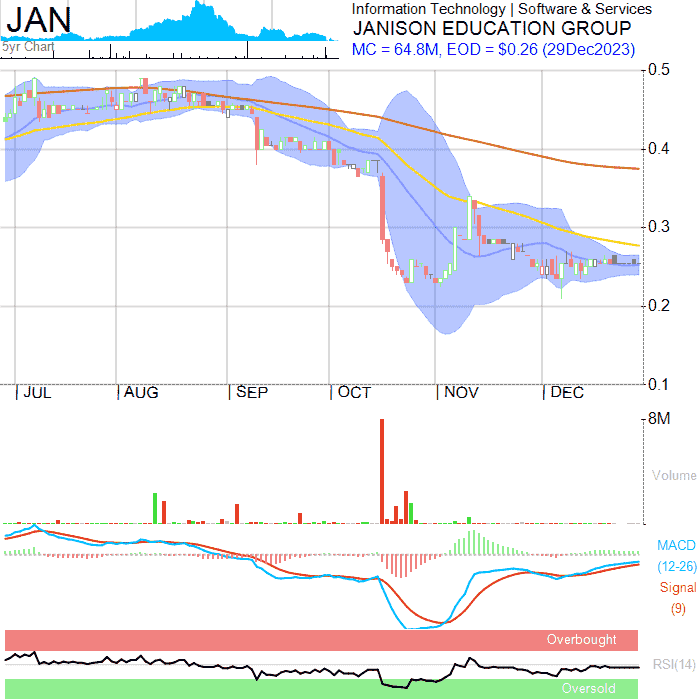 JAN
5yr Chart
Information Technology | Software & Services
JANISON EDUCATION GROUP
MC = 64.8M, EOD = $0.26 (29Dec2023)
0.5
0.4
0.3
0.2
0.1
JUL
AUG
SEP
OCT
NOV
DEC
8M
Volume
MACD
(12-26)
Signal
(9)
Overbought
RSI(14)
Oversold